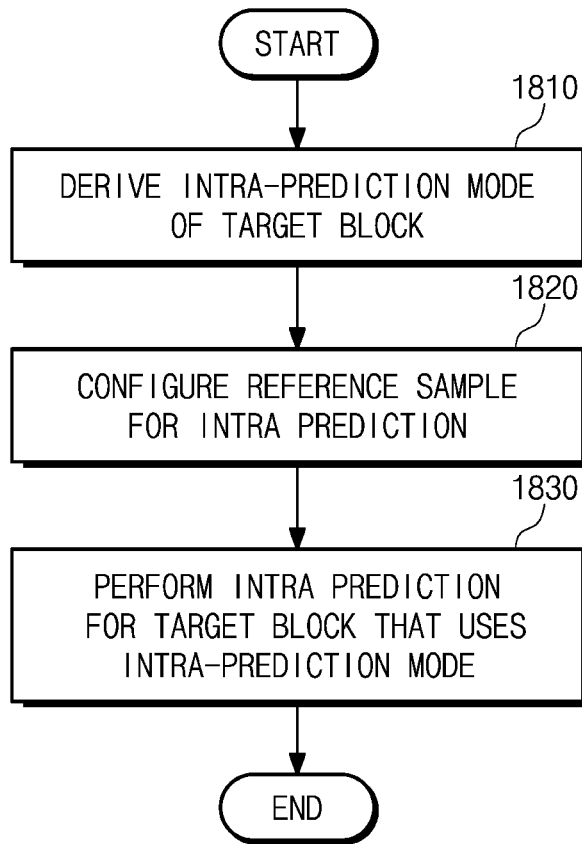 START
1810
DERIVE INTRA-PREDICTION MODE
OF TARGET BLOCK
1820
CONFIGURE REFERENCE SAMPLE
FOR INTRA PREDICTION
1830
PERFORM INTRA PREDICTION
FOR TARGET BLOCK THAT USES
INTRA-PREDICTION MODE
END